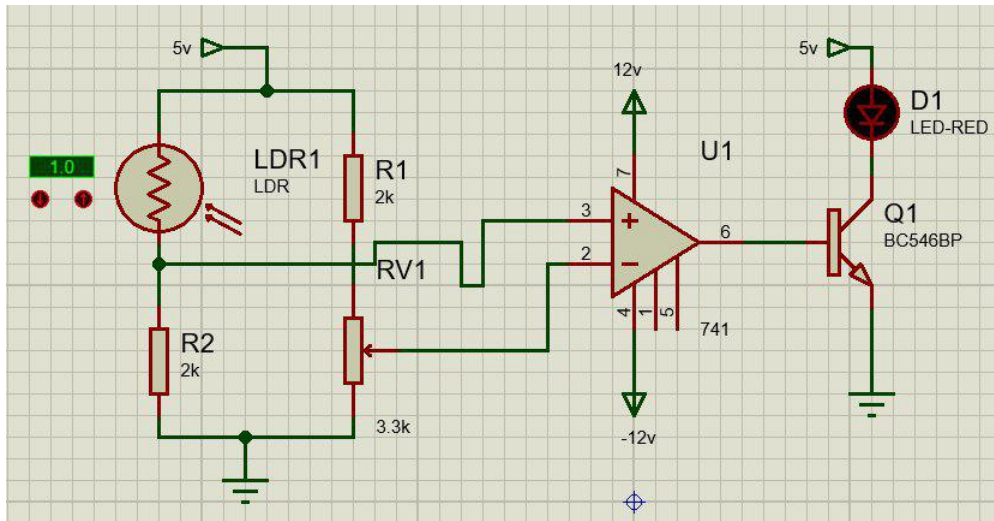 5v
5v
12v
D1
LED-RED
U1
1.0
LDR1
LDR
R1
2k
7
3
+
6
Q1
BC546BP
2
−
RV1
4
1
5
741
R2
2k
3.3k
-12v